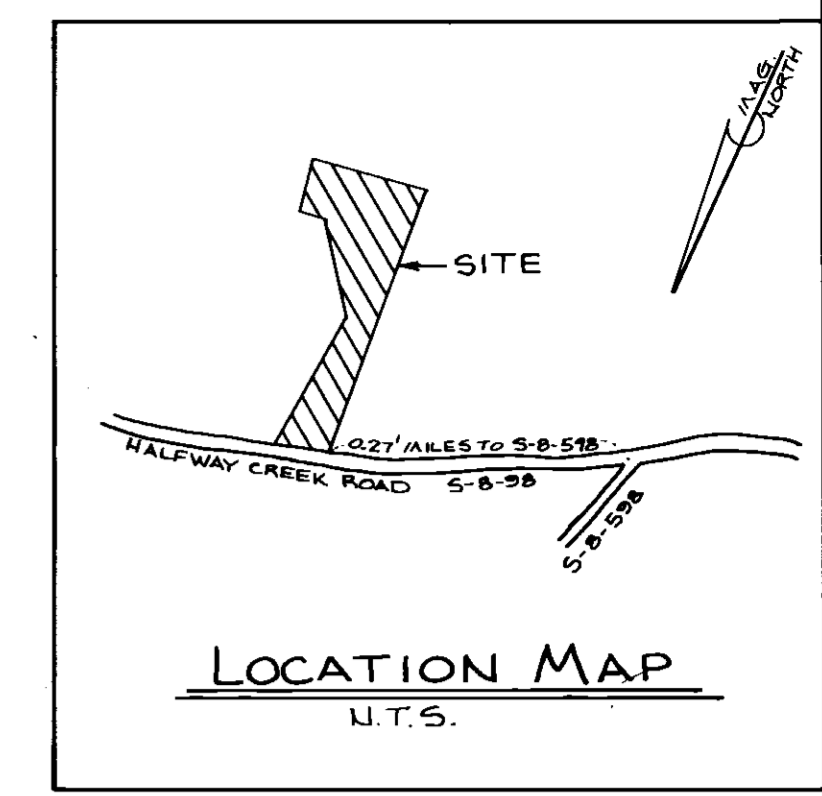 MAG. NORTH
SITE
0.27' MILES TO S-8-598
HALFWAY CREEK ROAD S-8-98
S-8-598
LOCATION MAP
N.T.S.